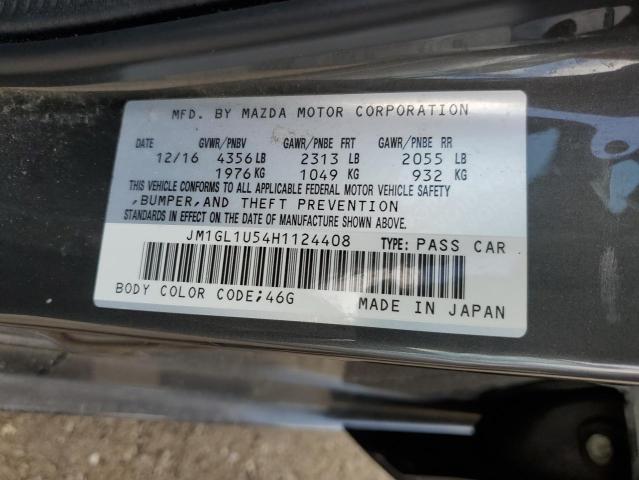 MFD. BY MAZDA MOTOR CORPORATION
DATE GVWR/PNBV GAWR/PNBE FRT GAWR/PNBE RR
12/16 4356 LB 2313 LB 2055 LB
1976 KG 1049 KG 932 KG
THIS VEHICLE CONFORMS TO ALL APPLICABLE FEDERAL MOTOR VEHICLE SAFETY
,BUMPER,AND THEFT PREVENTION
STANDARDS IN EFFECT ON THE DATE OF MANUFACTURE SHOWN ABOVE.
JM1GL1U54H1124408 TYPE: PASS CAR
BODY COLOR CODE;46G MADE IN JAPAN